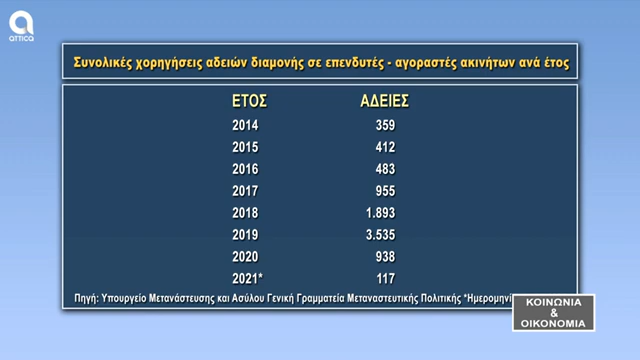 αττica
Συνολικές χορηγήσεις αδειών διαμονής σε επενδυτές - αγοραστές ακινήτων ανά έτος
ΕΤΟΣ ΑΔΕΙΕΣ
2014 359
2015 412
2016 483
2017 955
2018 1.893
2019 3.535
2020 938
2021* 117
Πηγή: Υπουργείο Μετανάστευσης και Ασύλου Γενική Γραμματεία Μεταναστευτικής Πολιτικής
ΚΟΙΝΩΝΙΑ
&
ΟΙΚΟΝΟΜΙΑ